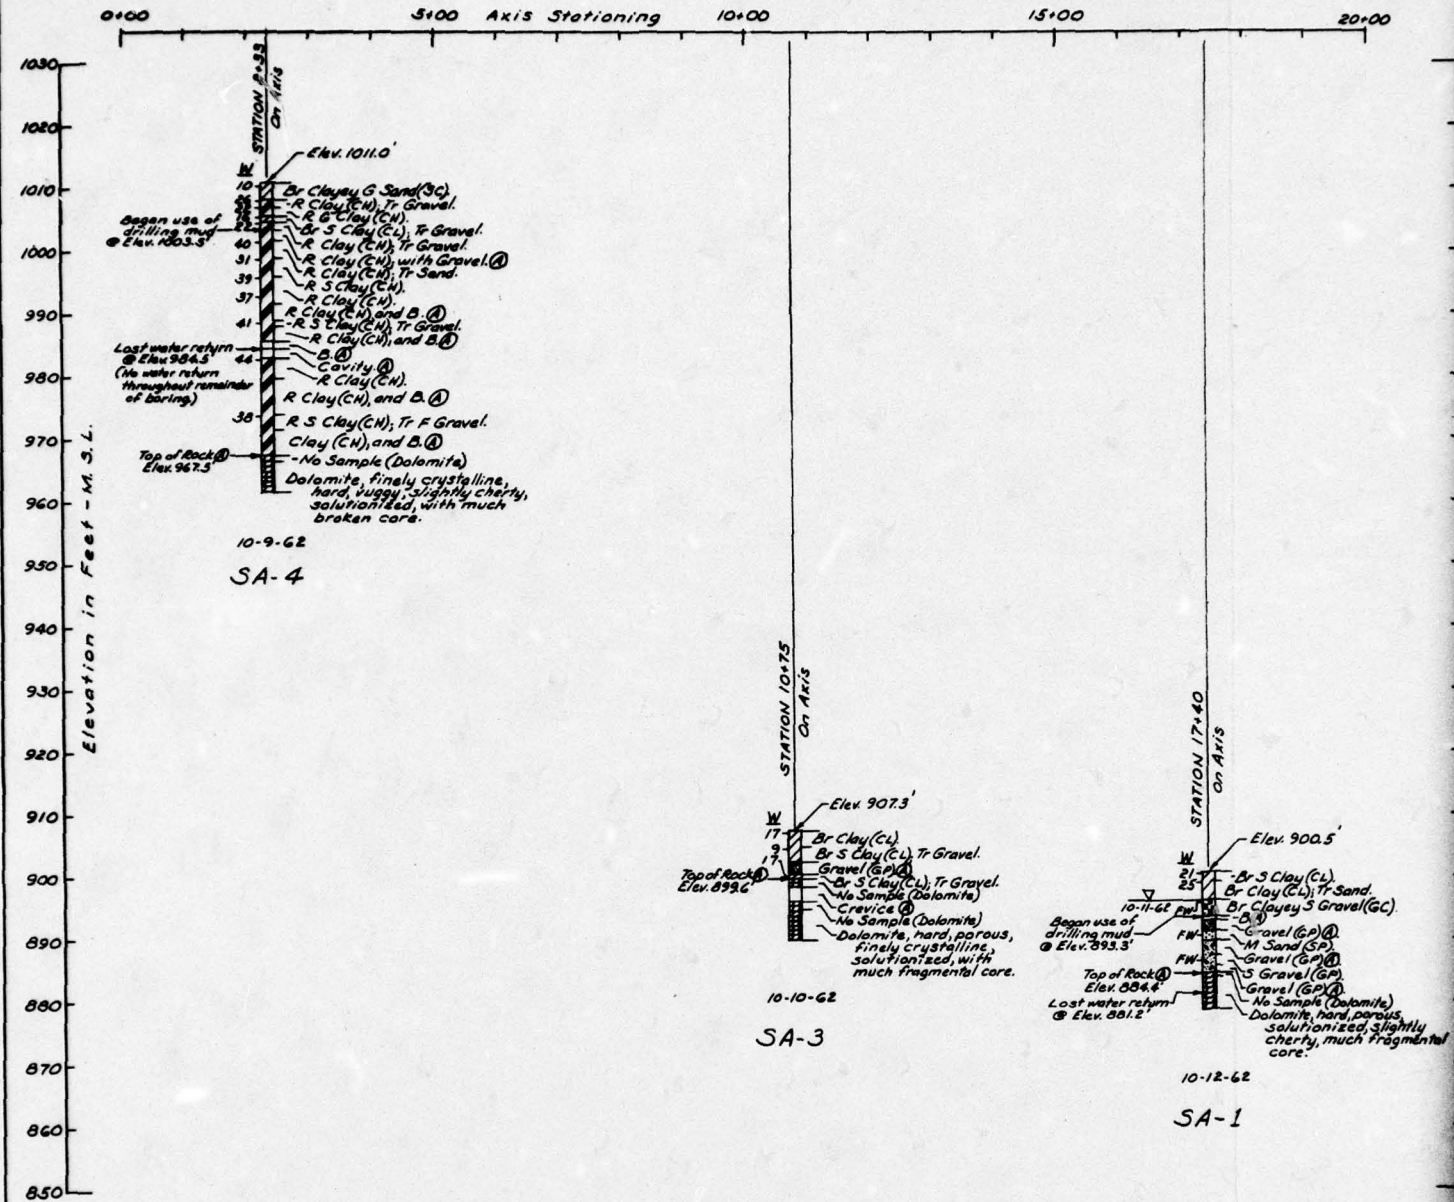 0+00 5+00 Axis Stationing 10+00 15+00 20+00
Elevation in Feet - M.S.L.
1030
1020
1010
1000
990
980
970
960
950
940
930
920
910
900
890
880
870
860
850
STATION 2+33
On Axis
Elev. 1011.0'
W
10
40
31
39
37
41
44
38
Began use of
drilling mud
@ Elev. 1003.5'
Lost water return
@ Elev. 984.5'
(No water return
throughout remainder
of boring.)
Top of Rock Ⓐ
Elev. 967.5'
Br Clayey G Sand (SC).
R Clay (CH); Tr Gravel.
R G Clay (CH).
Br S Clay (CL); Tr Gravel.
R Clay (CH); Tr Gravel.
R Clay (CH); with Gravel. Ⓐ
R Clay (CH); Tr Sand.
R S Clay (CH).
R Clay (CH).
R Clay (CH), and B. Ⓐ
R S Clay (CH); Tr Gravel.
R Clay (CH), and B. Ⓐ
B. Ⓐ
Cavity. Ⓐ
R Clay (CH).
R Clay (CH), and B. Ⓐ
R S Clay (CH); Tr F Gravel.
Clay (CH), and B. Ⓐ
No Sample (Dolomite)
Dolomite, finely crystalline,
hard, vuggy, slightly cherty,
solutionized, with much
broken core.
10-9-62
SA-4
STATION 10+75
On Axis
Elev. 907.3'
W
17
9
17
Top of Rock Ⓐ
Elev. 899.6'
Br Clay (CL).
Br S Clay (CL); Tr Gravel.
Gravel (GP) Ⓐ
Br S Clay (CL); Tr Gravel.
No Sample (Dolomite)
Crevice Ⓐ
No Sample (Dolomite)
Dolomite, hard, porous,
finely crystalline,
solutionized, with
much fragmental core.
10-10-62
SA-3
STATION 17+40
On Axis
Elev. 900.5'
W
21
25
10-11-62
FW
FW
FW
Began use of
drilling mud
@ Elev. 893.3'
Top of Rock Ⓐ
Elev. 884.4'
Lost water return
@ Elev. 881.2'
Br S Clay (CL).
Br Clay (CL); Tr Sand.
Br Clayey S Gravel (GC).
B Ⓐ
Gravel (GP) Ⓐ
M Sand (SP).
Gravel (GP) Ⓐ
S Gravel (GP).
Gravel (GP) Ⓐ
No Sample (Dolomite)
Dolomite, hard, porous,
solutionized, slightly
cherty, much fragmental
core.
10-12-62
SA-1